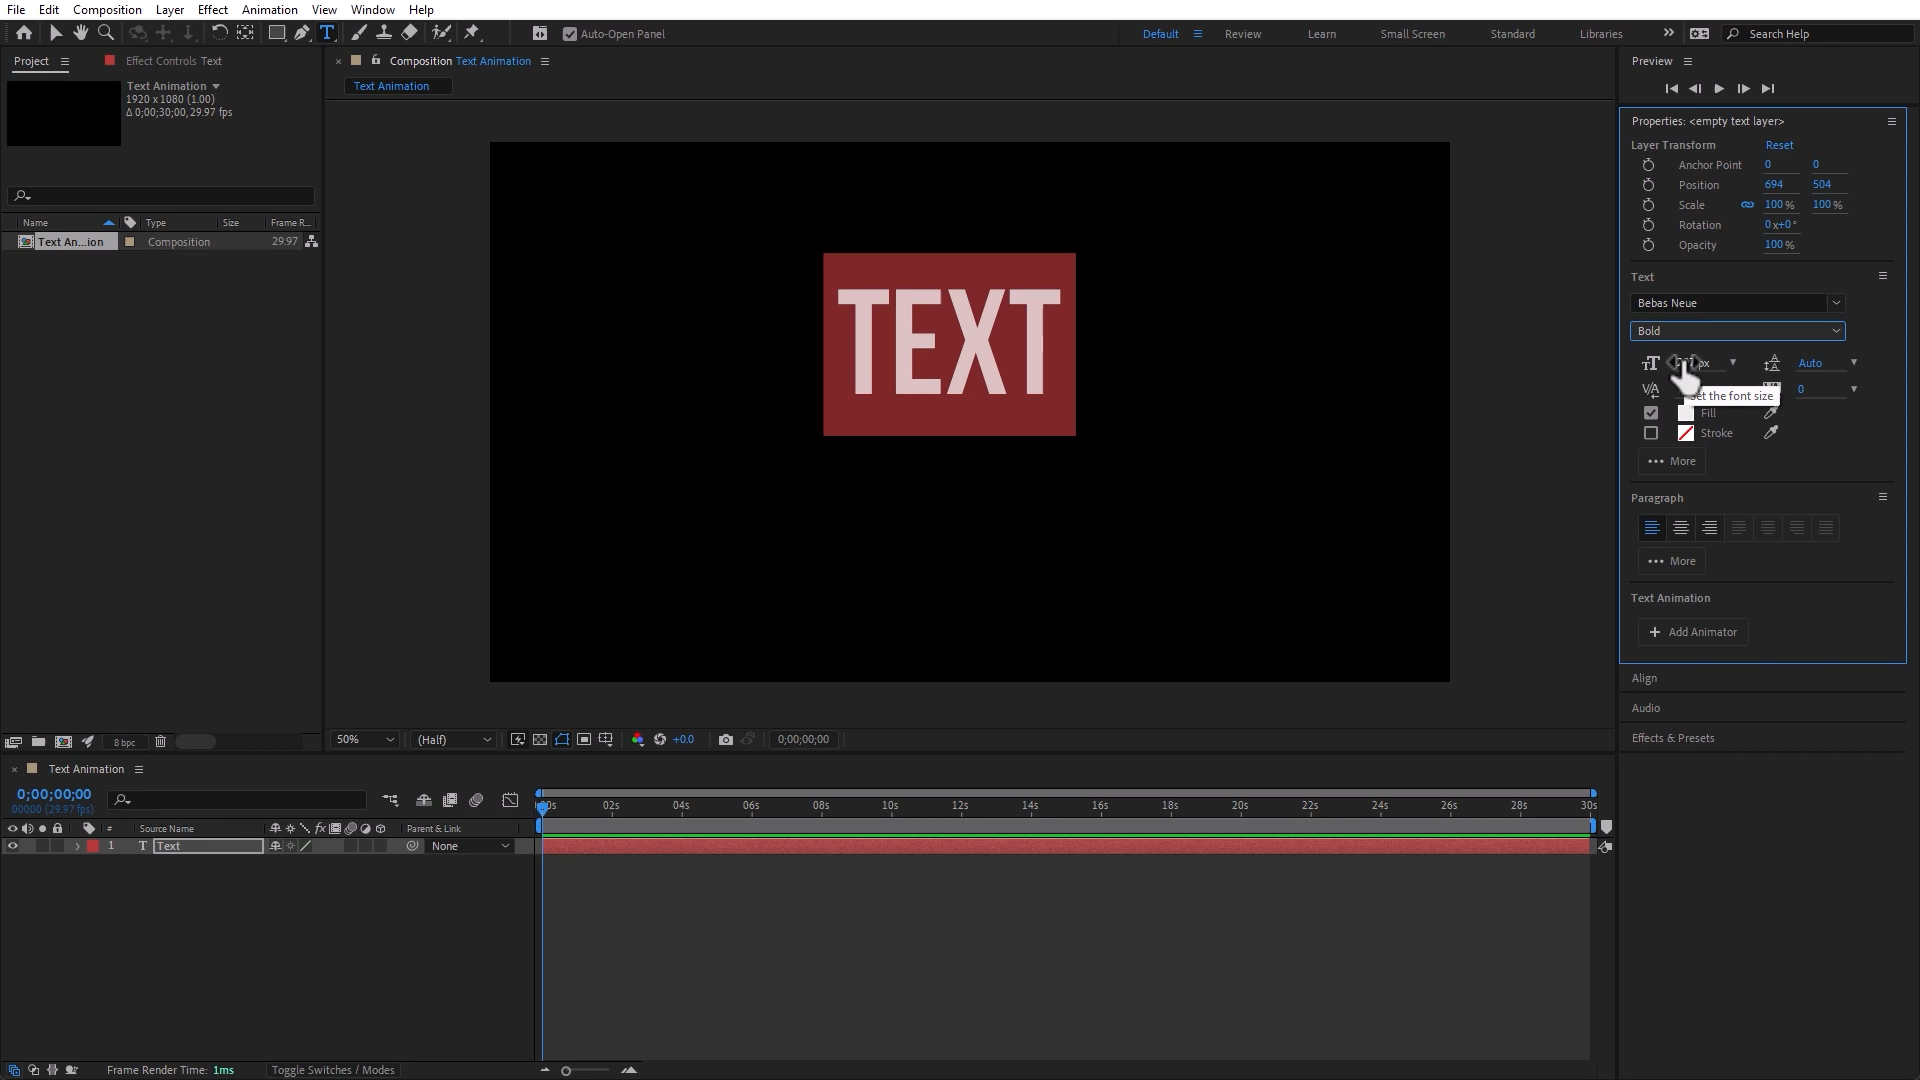 File Edit Composition Layer Effect Animation View Window Help
Auto-Open Panel
Default Review Learn Small Screen Standard Libraries » Search Help
Project Effect Controls Text
Text Animation
1920 x 1080 (1.00)
Δ 0;00;30;00, 29.97 fps
Name Type Size Frame R...
Text An...ion Composition 29.97
8 bpc
× Composition Text Animation
Text Animation
TEXT
50% (Half) +0.0 0;00;00;00
Preview
Properties: <empty text layer>
Layer Transform Reset
Anchor Point 0 0
Position 694 504
Scale 100 % 100 %
Rotation 0x+0°
Opacity 100 %
Text
Bebas Neue
Bold
px Auto
0
the font size
Fill
Stroke
••• More
Paragraph
••• More
Text Animation
+ Add Animator
Align
Audio
Effects & Presets
× Text Animation
0;00;00;00
00000 (29.97 fps)
02s 04s 06s 08s 10s 12s 14s 16s 18s 20s 22s 24s 26s 28s 30s
# Source Name fx Parent & Link
1 T Text None
Frame Render Time: 1ms Toggle Switches / Modes